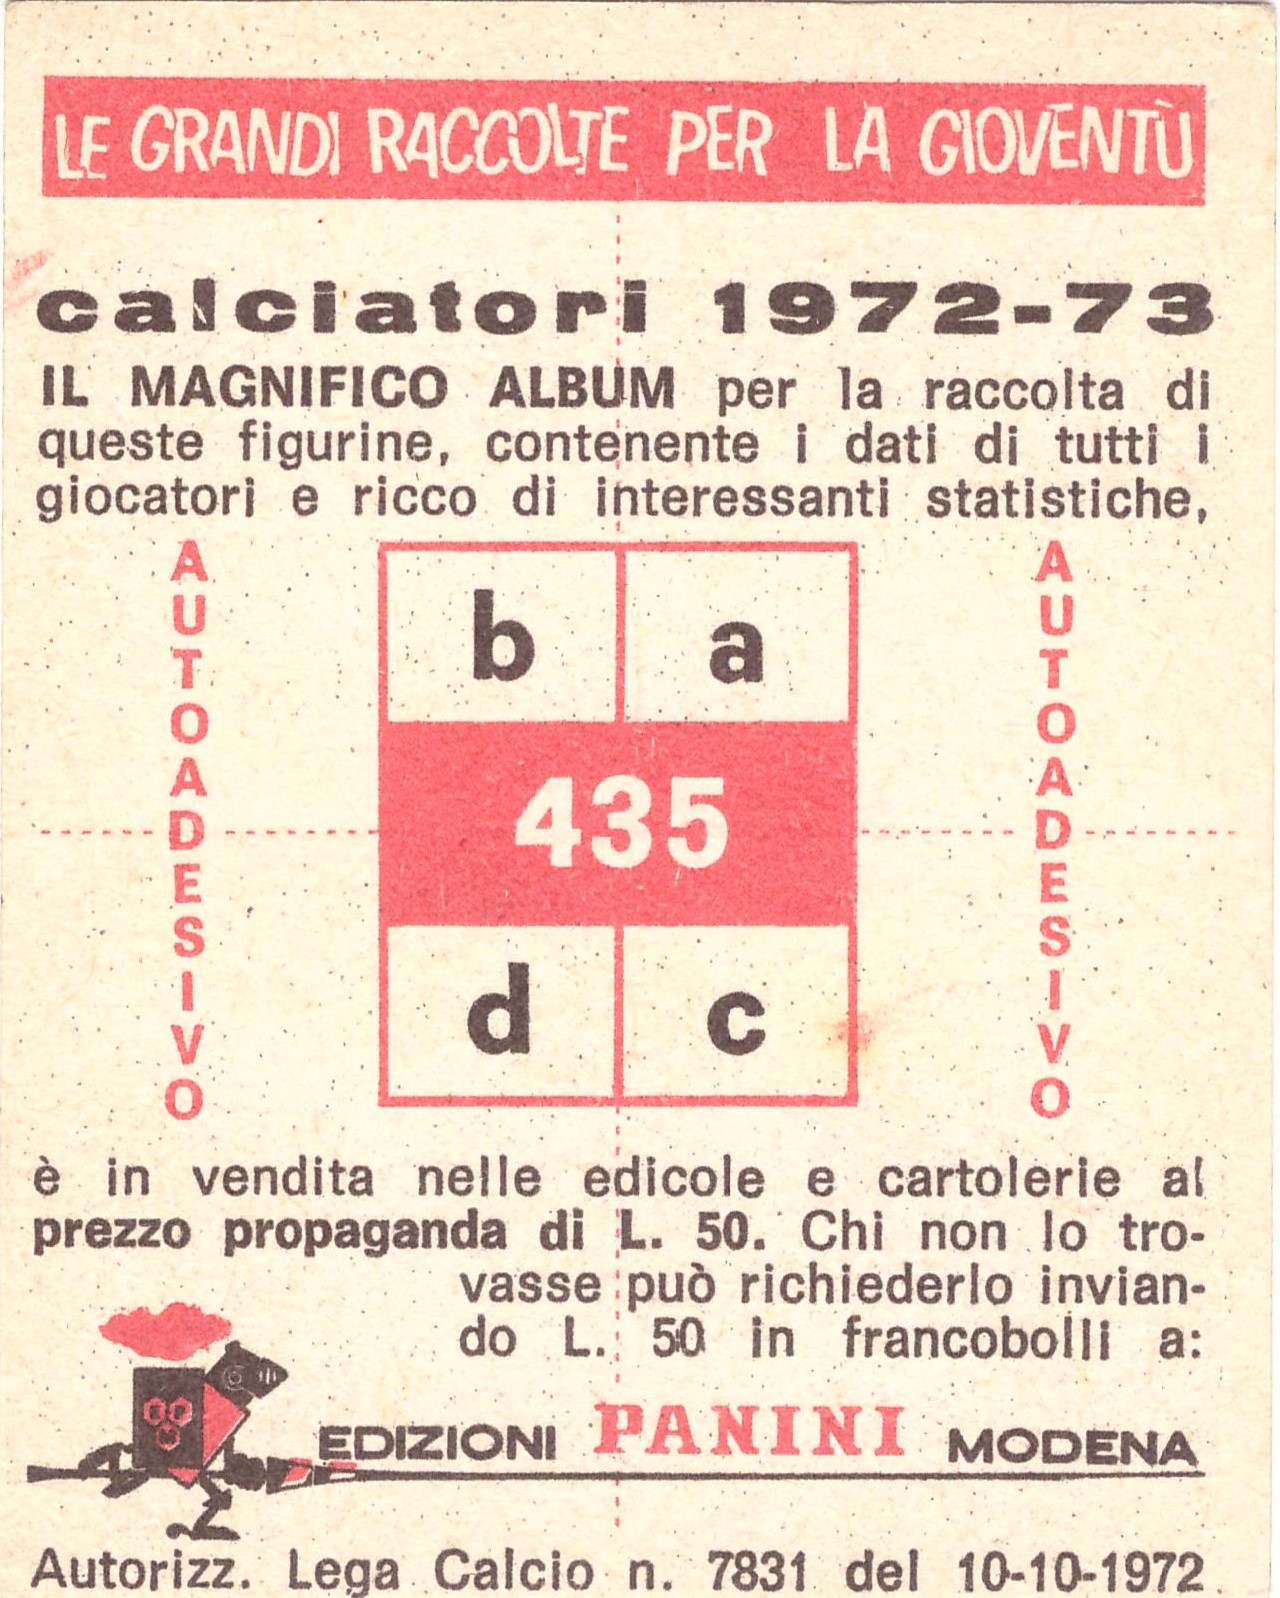 LE GRANDI RACCOLTE PER LA GIOVENTÙ
calciatori 1972-73
IL MAGNIFICO ALBUM per la raccolta di
queste figurine, contenente i dati di tutti i
giocatori e ricco di interessanti statistiche,
AUTOADESIVO
b a
435
d c
AUTOADESIVO
è in vendita nelle edicole e cartolerie al
prezzo propaganda di L. 50. Chi non lo tro-
vasse può richiederlo invian-
do L. 50 in francobolli a:
EDIZIONI PANINI MODENA
Autorizz. Lega Calcio n. 7831 del 10-10-1972